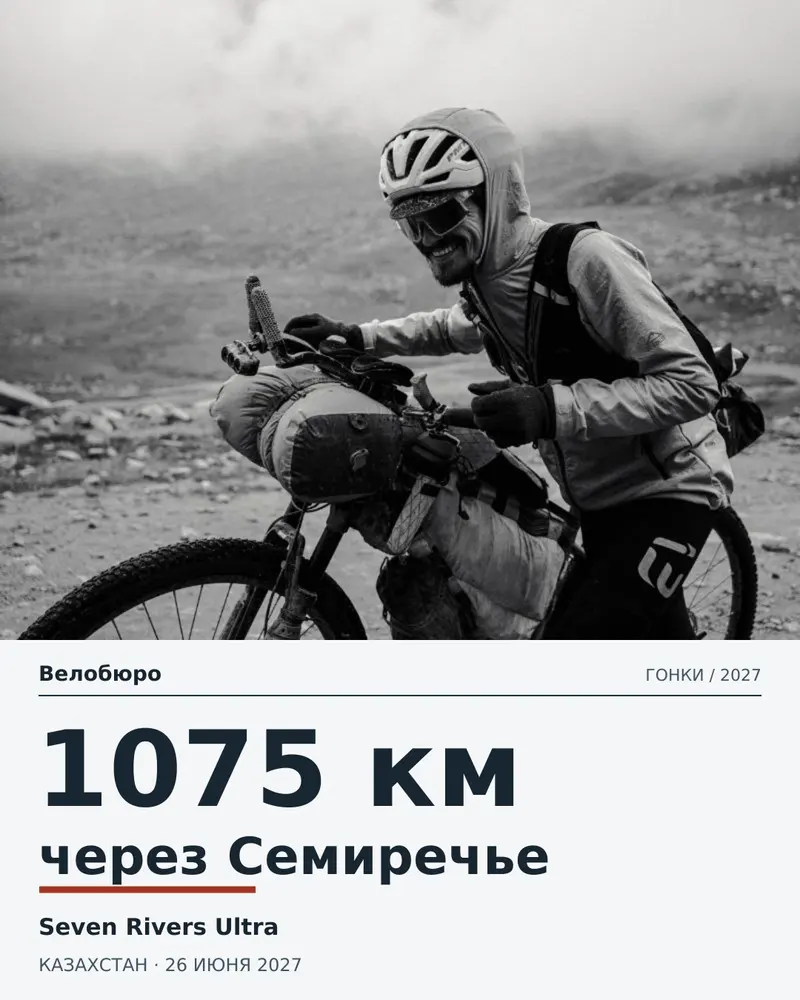 Велобюро
ГОНКИ / 2027
1075 км
через Семиречье
Seven Rivers Ultra
КАЗАХСТАН · 26 ИЮНЯ 2027